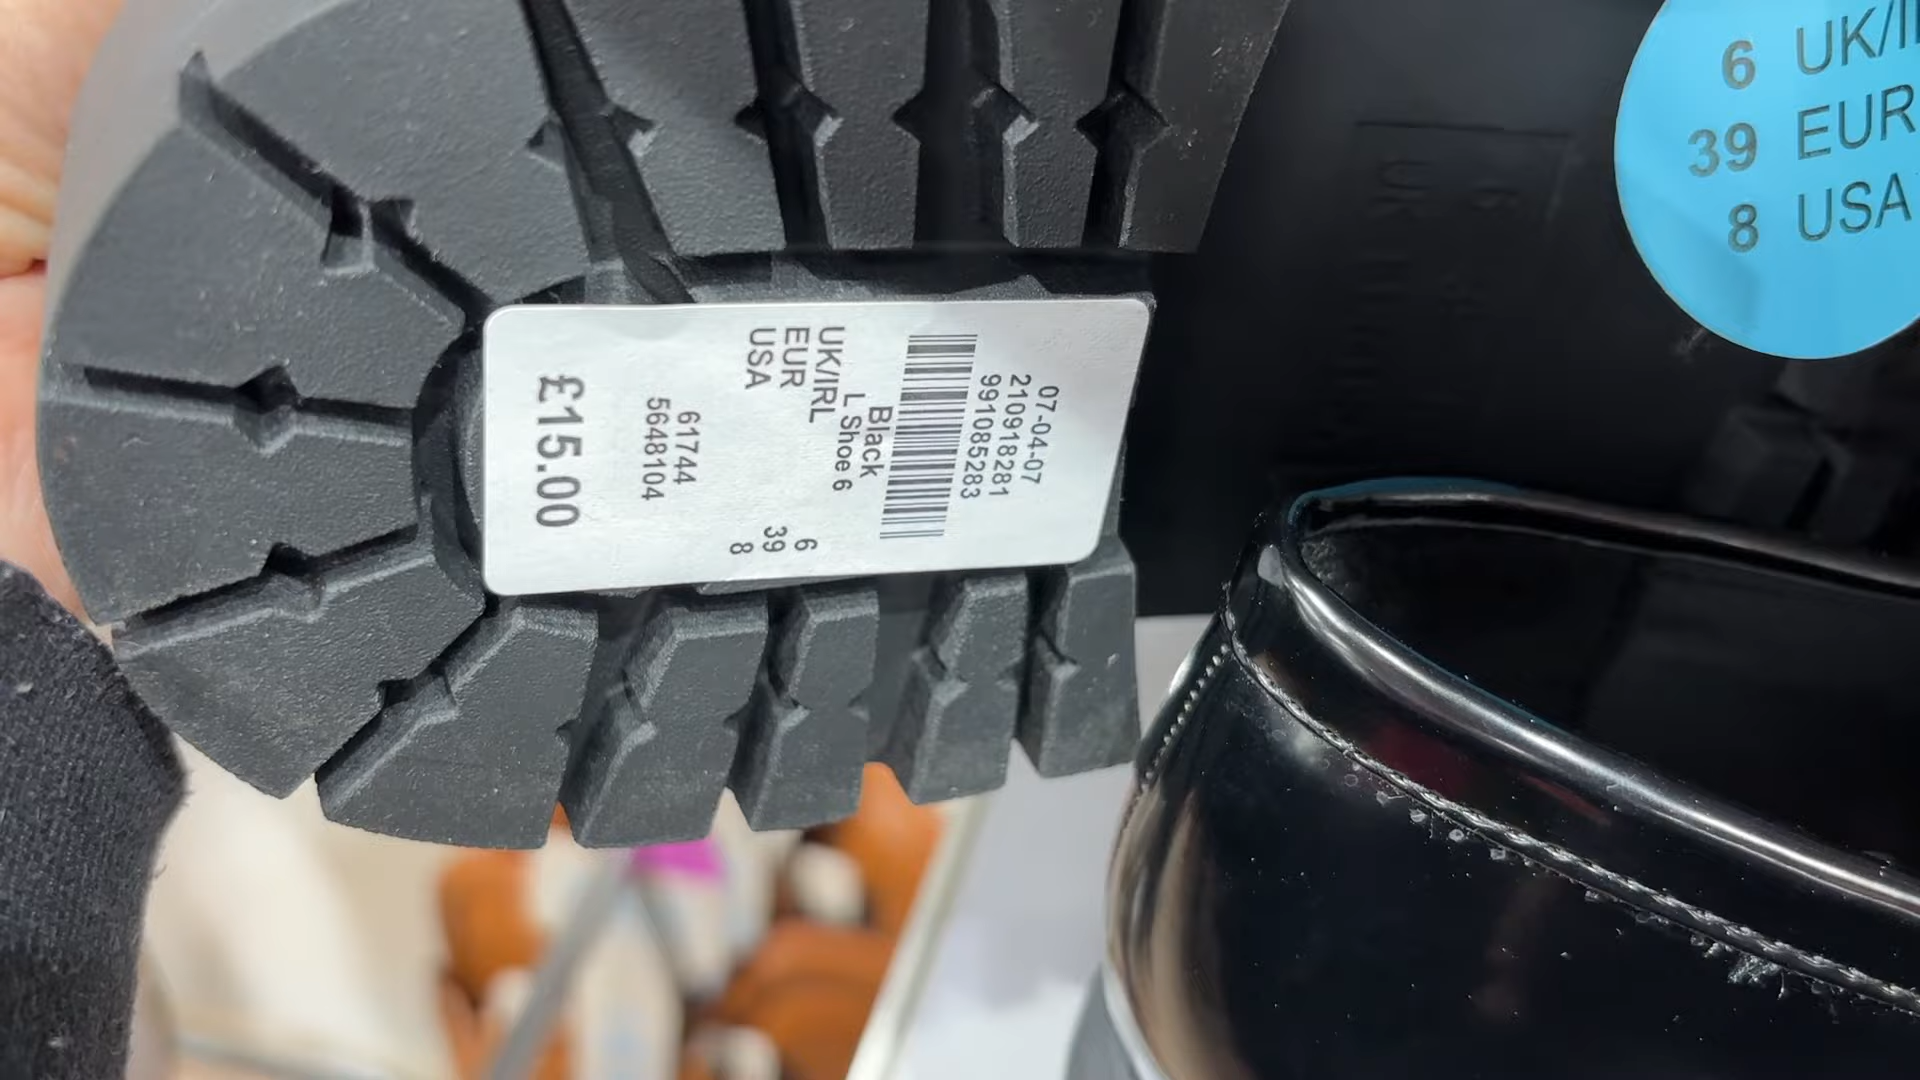 07-04-07
210918281
991085283
Black
L Shoe 6
UK/IRL 6
EUR 39
USA 8
61744
5648104
£15.00
6
39 EUR
8 USA